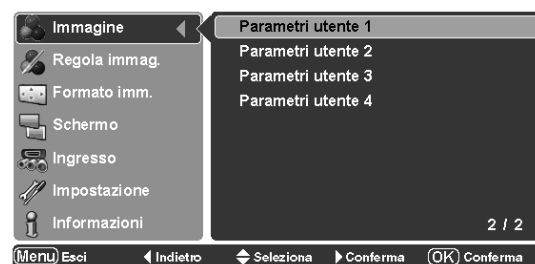 Immagine
Regola immag.
Formato imm.
Schermo
Ingresso
Impostazione
Informazioni
Parametri utente 1
Parametri utente 2
Parametri utente 3
Parametri utente 4
2 / 2
Menu Esci Indietro Seleziona Conferma OK Conferma